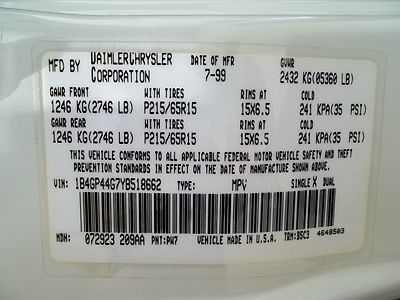 MFD BY DAIMLERCHRYSLER CORPORATION DATE OF MFR 7-99 GVWR 2432 KG(05360 LB)
GAWR FRONT WITH TIRES RIMS AT COLD
1246 KG(2746 LB) P215/65R15 15X6.5 241 KPA(35 PSI)
GAWR REAR WITH TIRES RIMS AT COLD
1246 KG(2746 LB) P215/65R15 15X6.5 241 KPA(35 PSI)
THIS VEHICLE CONFORMS TO ALL APPLICABLE FEDERAL MOTOR VEHICLE SAFETY AND THEFT
PREVENTION STANDARDS IN EFFECT ON THE DATE OF MANUFACTURE SHOWN ABOVE.
VIN: 1B4GP44G7YB518662 TYPE: MPV SINGLE X DUAL
MDH: 072923 209AA PNT: PW7 VEHICLE MADE IN U.S.A. TRM: B5C3 4648503